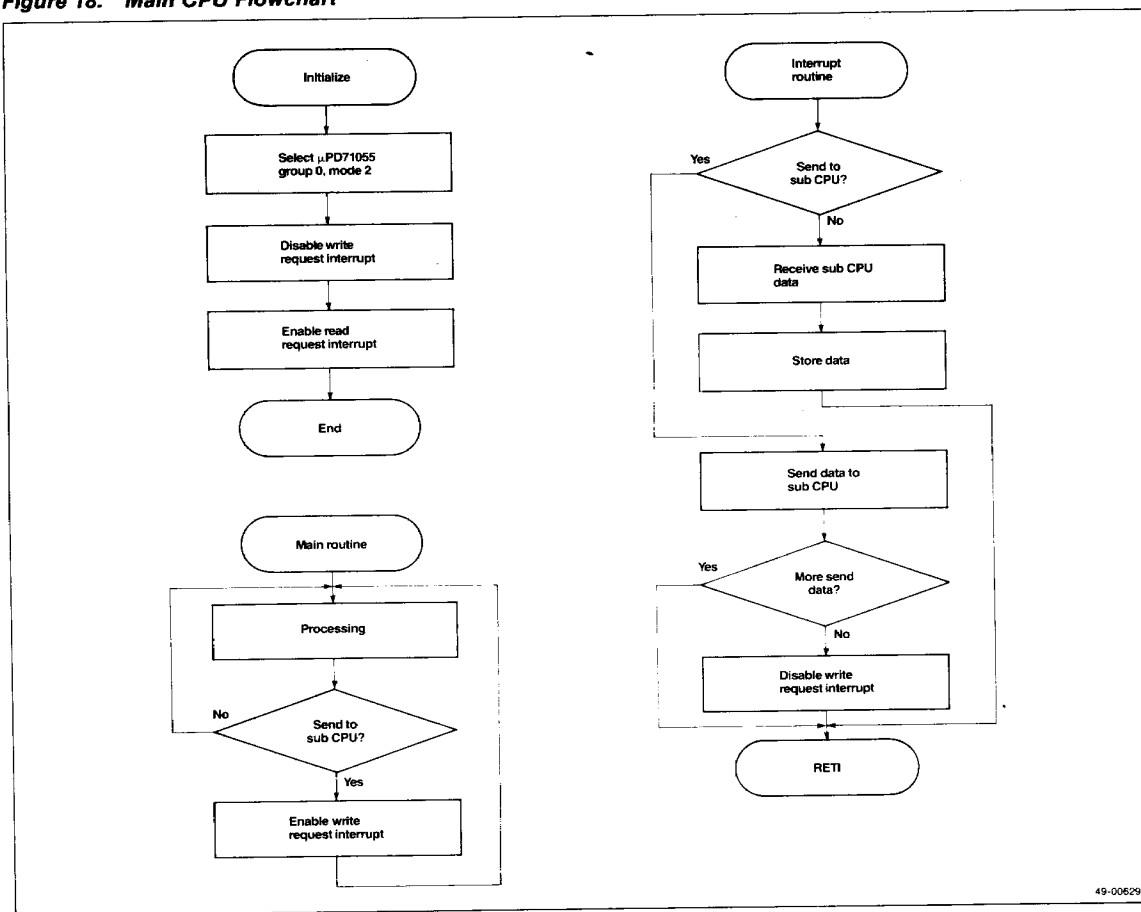 Figure 18. Main CPU Flowchart
Initialize
Select μPD71055
group 0, mode 2
Disable write
request interrupt
Enable read
request interrupt
End
Main routine
Processing
No
Send to
sub CPU?
Yes
Enable write
request interrupt
Interrupt
routine
Yes
Send to
sub CPU?
No
Receive sub CPU
data
Store data
Send data to
sub CPU
Yes
More send
data?
No
Disable write
request interrupt
RETI
49-00629